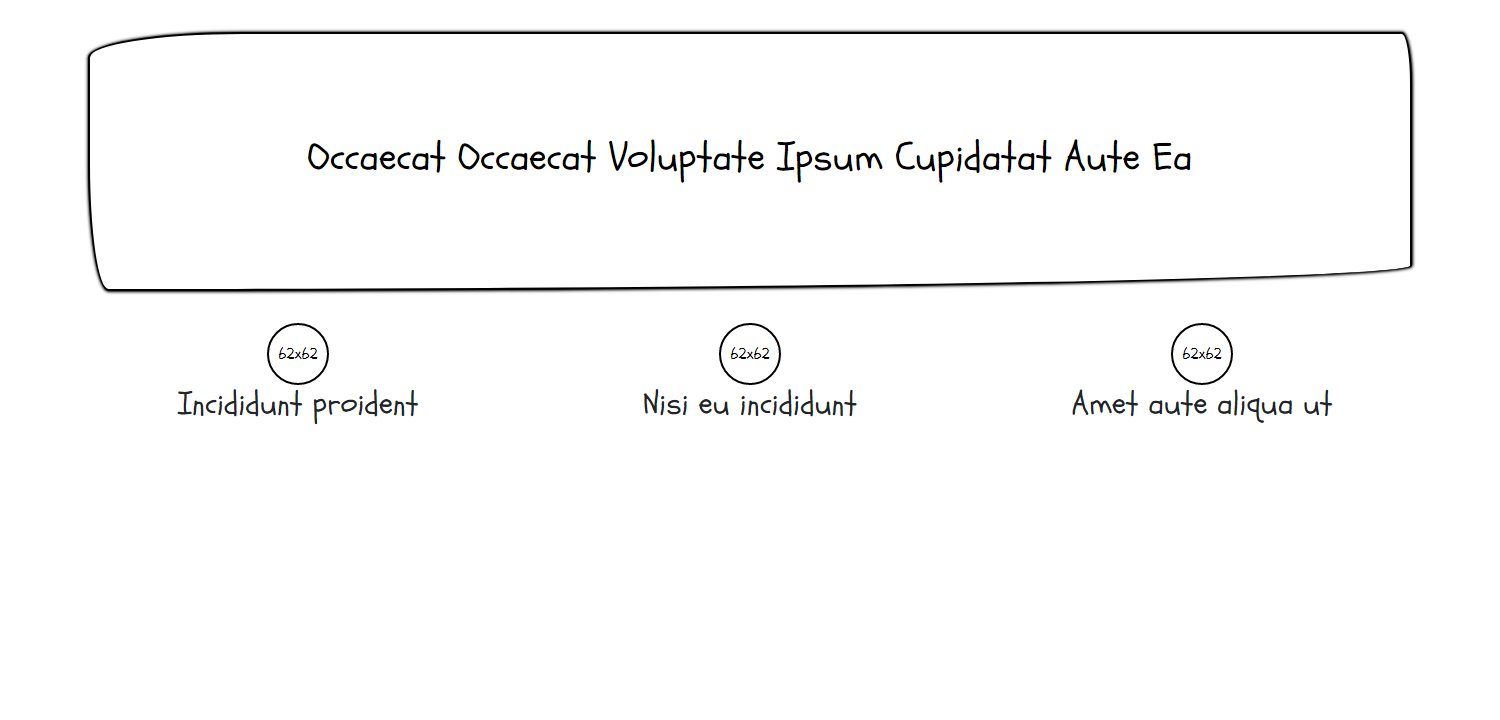 Occaecat Occaecat Voluptate Ipsum Cupidatat Aute Ea
62x62
62x62
62x62
Incididunt proident
Nisi eu incididunt
Amet aute aliqua ut